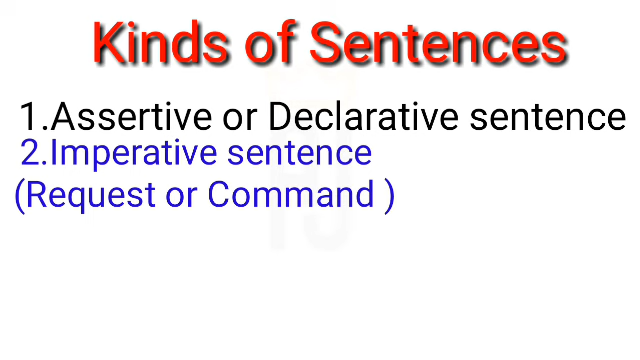 Kinds of Sentences
1.Assertive or Declarative sentence
2.Imperative sentence
(Request or Command )